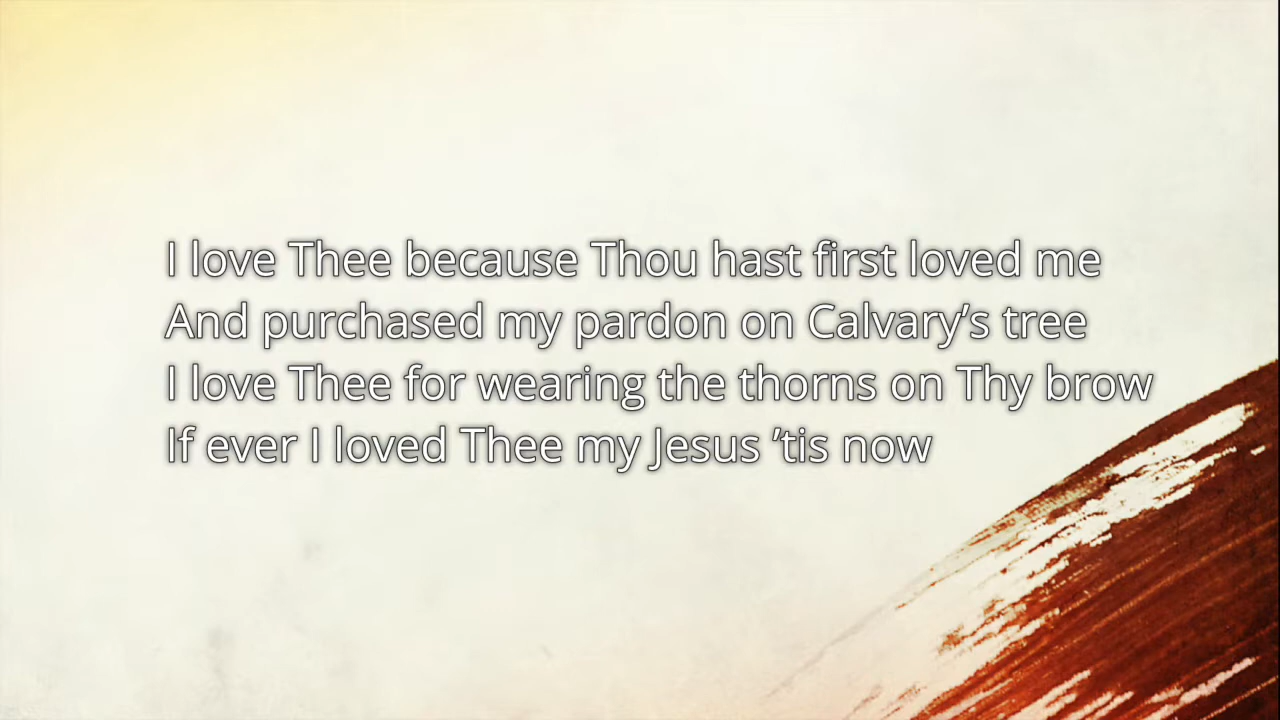 I love Thee because Thou hast first loved me
And purchased my pardon on Calvary’s tree
I love Thee for wearing the thorns on Thy brow
If ever I loved Thee my Jesus ’tis now